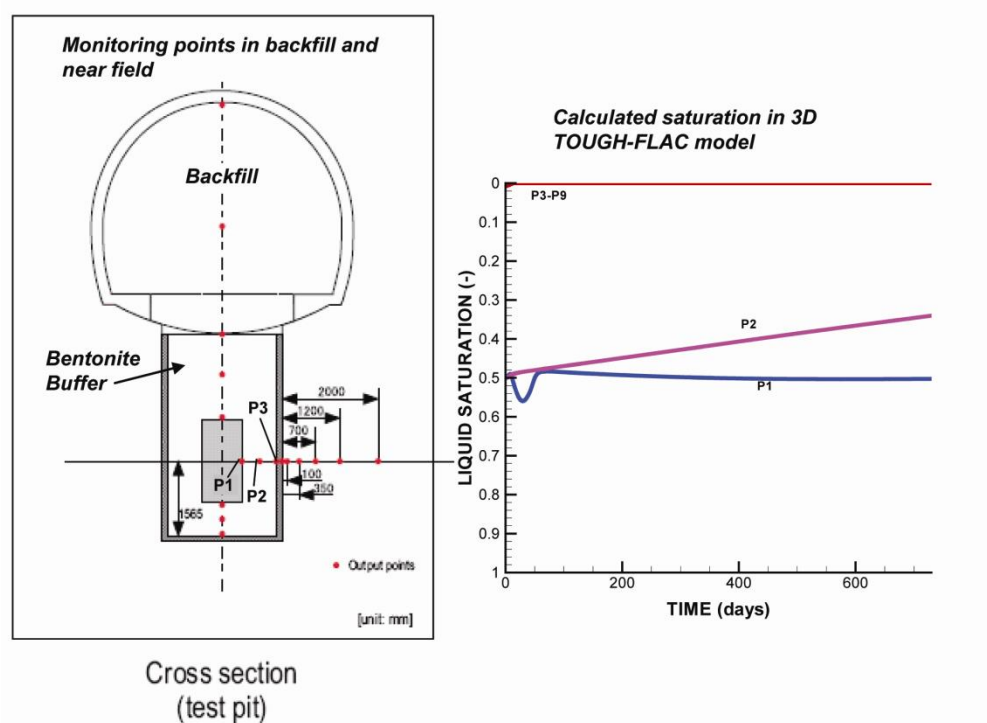 Monitoring points in backfill and
near field
Backfill
Bentonite
Buffer
2000
1200
P3
700
P1
P2
100
350
1565
Output points
[unit: mm]
Cross section
(test pit)
Calculated saturation in 3D
TOUGH-FLAC model
0
P3-P9
0.1
0.2
0.3
P2
0.4
0.5
P1
0.6
0.7
0.8
0.9
1
LIQUID SATURATION (-)
0
200
400
600
TIME (days)